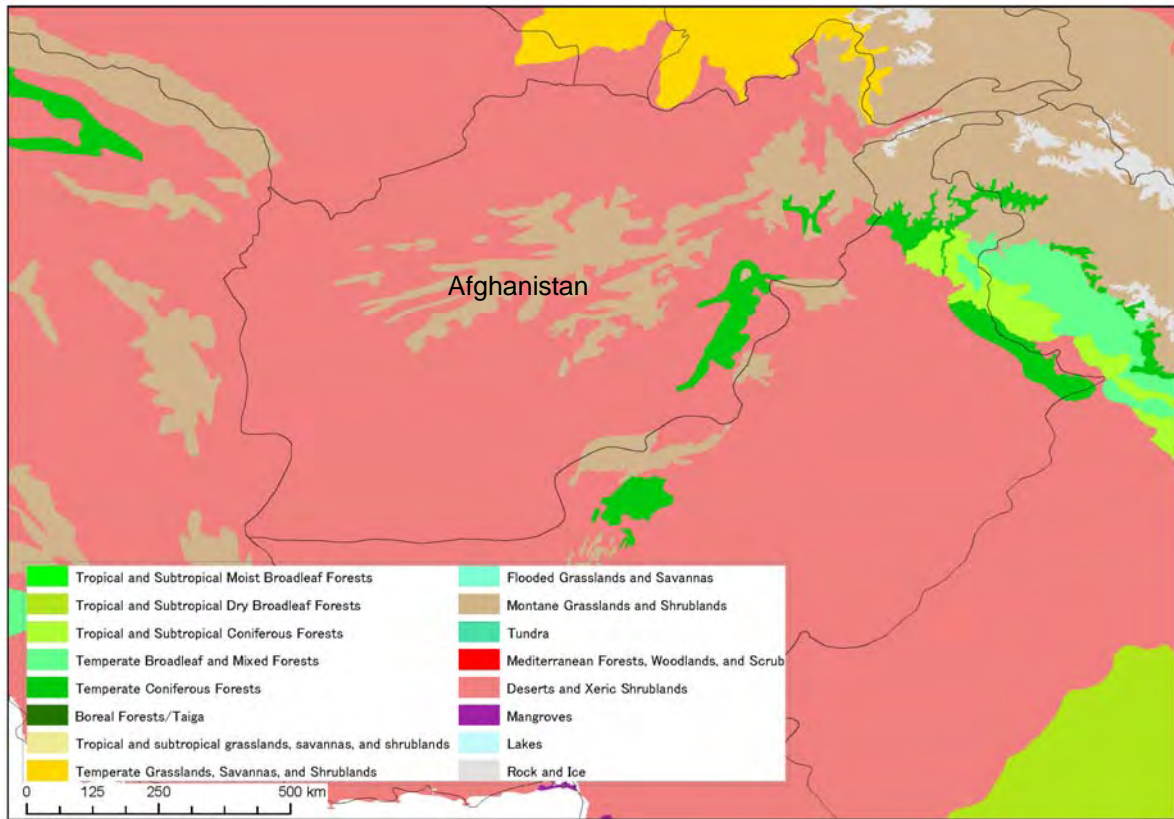 Afghanistan
Tropical and Subtropical Moist Broadleaf Forests
Tropical and Subtropical Dry Broadleaf Forests
Tropical and Subtropical Coniferous Forests
Temperate Broadleaf and Mixed Forests
Temperate Coniferous Forests
Boreal Forests/Taiga
Tropical and subtropical grasslands, savannas, and shrublands
Temperate Grasslands, Savannas, and Shrublands
Flooded Grasslands and Savannas
Montane Grasslands and Shrublands
Tundra
Mediterranean Forests, Woodlands, and Scrub
Deserts and Xeric Shrublands
Mangroves
Lakes
Rock and Ice
0 125 250 500 km